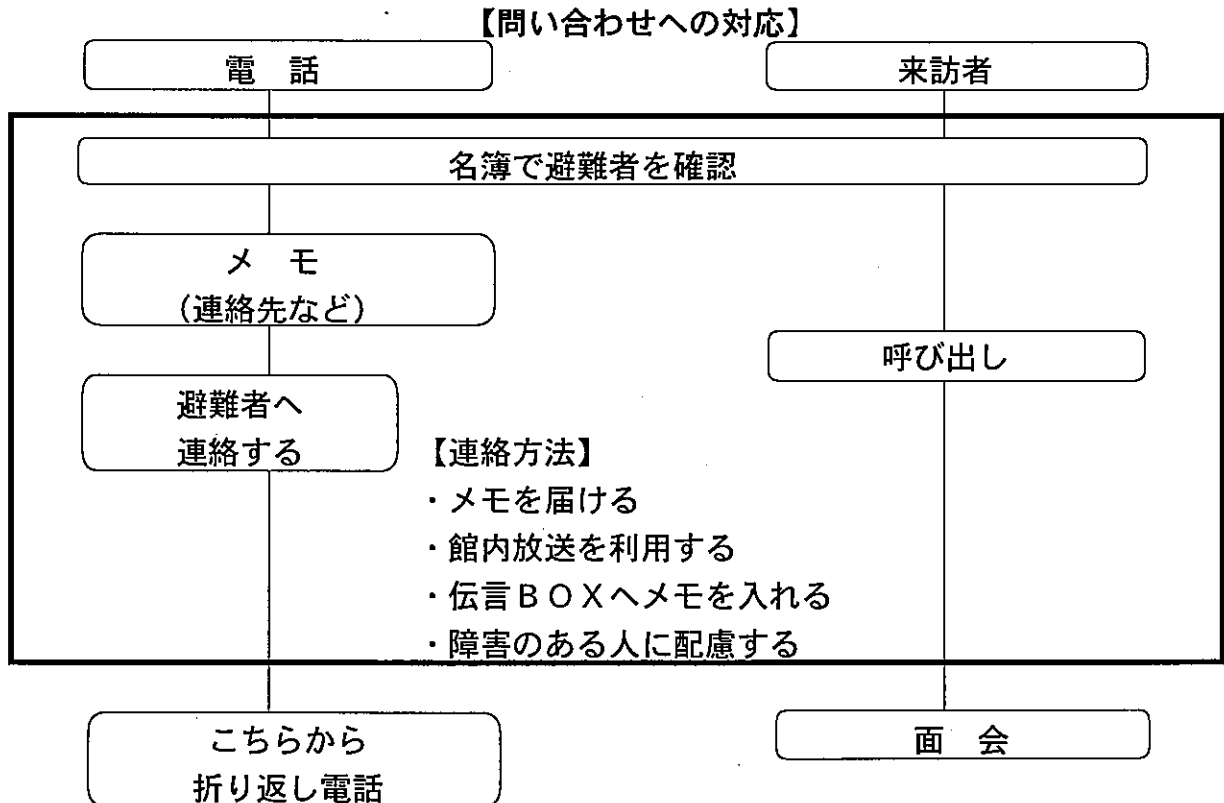 【問い合わせへの対応】
電　話
来訪者
名簿で避難者を確認
メ　モ
（連絡先など）
呼び出し
避難者へ
連絡する
【連絡方法】
・メモを届ける
・館内放送を利用する
・伝言ＢＯＸへメモを入れる
・障害のある人に配慮する
こちらから
折り返し電話
面　会